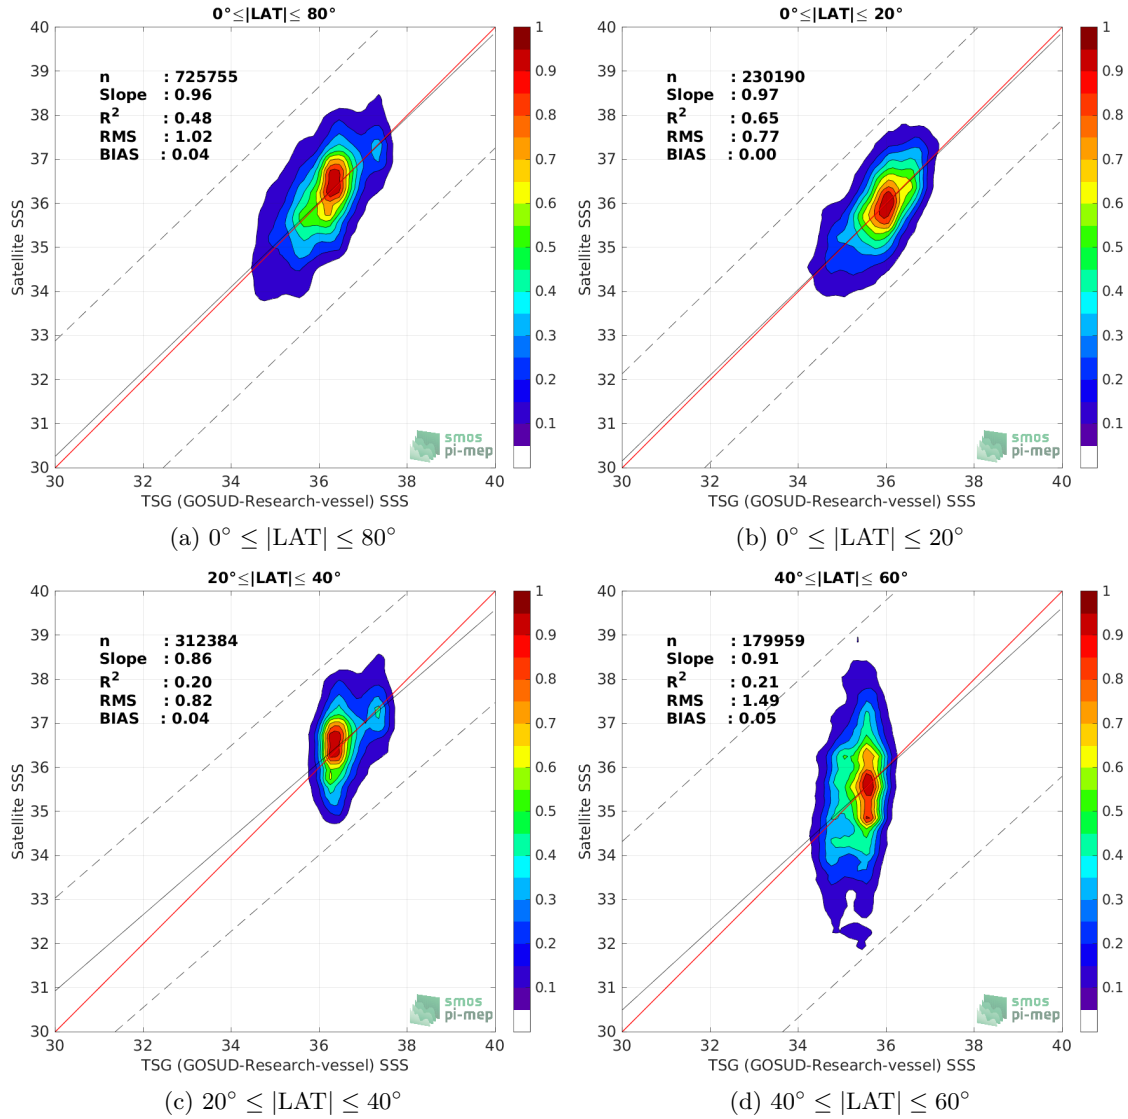 0°≤|LAT|≤ 80°
n : 725755
Slope : 0.96
R² : 0.48
RMS : 1.02
BIAS : 0.04
40
39
38
37
36
35
34
33
32
31
30
30 32 34 36 38 40
Satellite SSS
TSG (GOSUD-Research-vessel) SSS
smos
pi-mep
1
0.9
0.8
0.7
0.6
0.5
0.4
0.3
0.2
0.1
(a) 0° ≤ |LAT| ≤ 80°
0°≤|LAT|≤ 20°
n : 230190
Slope : 0.97
R² : 0.65
RMS : 0.77
BIAS : 0.00
40
39
38
37
36
35
34
33
32
31
30
30 32 34 36 38 40
Satellite SSS
TSG (GOSUD-Research-vessel) SSS
smos
pi-mep
1
0.9
0.8
0.7
0.6
0.5
0.4
0.3
0.2
0.1
(b) 0° ≤ |LAT| ≤ 20°
20°≤|LAT|≤ 40°
n : 312384
Slope : 0.86
R² : 0.20
RMS : 0.82
BIAS : 0.04
40
39
38
37
36
35
34
33
32
31
30
30 32 34 36 38 40
Satellite SSS
TSG (GOSUD-Research-vessel) SSS
smos
pi-mep
1
0.9
0.8
0.7
0.6
0.5
0.4
0.3
0.2
0.1
(c) 20° ≤ |LAT| ≤ 40°
40°≤|LAT|≤ 60°
n : 179959
Slope : 0.91
R² : 0.21
RMS : 1.49
BIAS : 0.05
40
39
38
37
36
35
34
33
32
31
30
30 32 34 36 38 40
Satellite SSS
TSG (GOSUD-Research-vessel) SSS
smos
pi-mep
1
0.9
0.8
0.7
0.6
0.5
0.4
0.3
0.2
0.1
(d) 40° ≤ |LAT| ≤ 60°